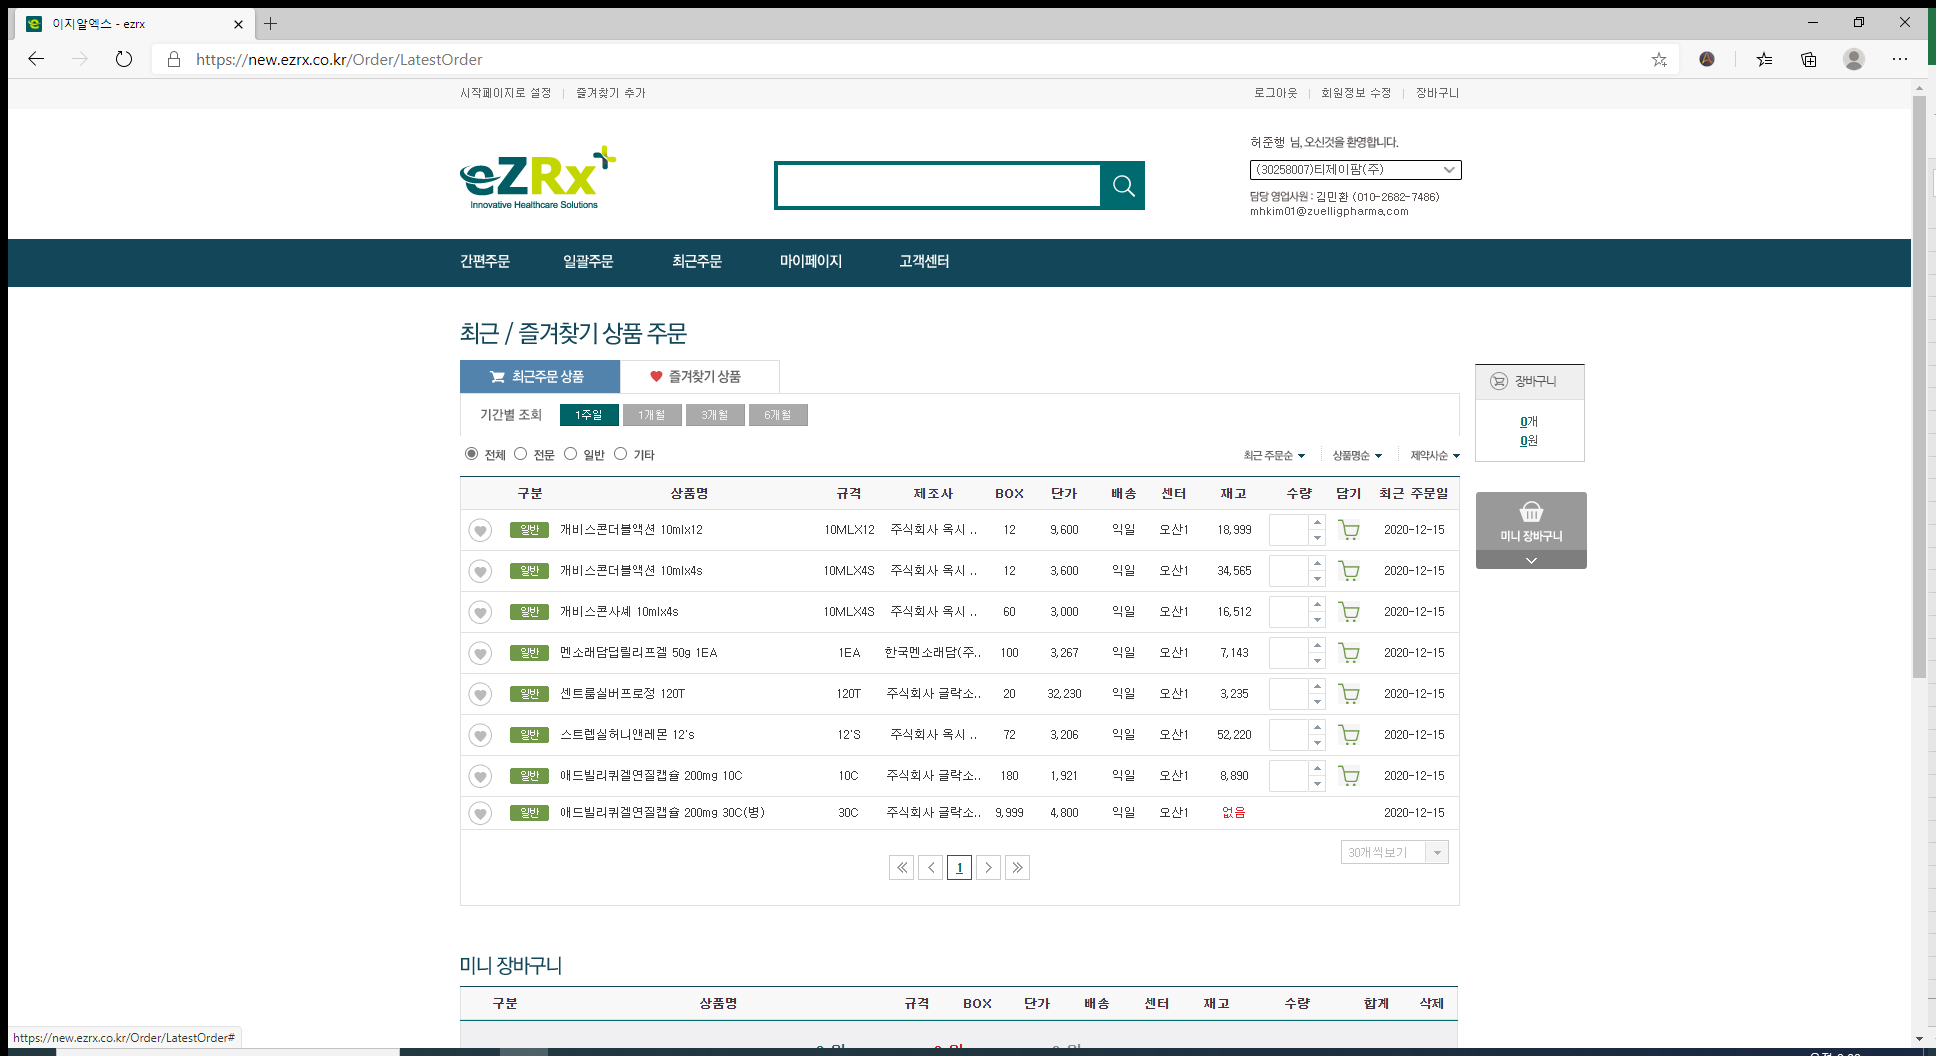 이지알엑스 - ezrx
https://new.ezrx.co.kr/Order/LatestOrder
시작페이지로 설정 | 즐겨찾기 추가
로그아웃 | 회원정보 수정 | 장바구니
eZRx+
Innovative Healthcare Solutions
허준행 님, 오신것을 환영합니다.
(30258007)티제이팜(주)
담당 영업사원 : 김민환 (010-2682-7486)
mhkim01@zuelligpharma.com
간편주문 일괄주문 최근주문 마이페이지 고객센터
최근 / 즐겨찾기 상품 주문
최근주문 상품 즐겨찾기 상품
기간별 조회 1주일 1개월 3개월 6개월
전체 전문 일반 기타
최근 주문순 상품명순 제약사순
장바구니
0개
0원
미니 장바구니
구분 상품명 규격 제조사 BOX 단가 배송 센터 재고 수량 담기 최근 주문일
일반 개비스콘더블액션 10mlx12 10MLX12 주식회사 옥시 .. 12 9,600 익일 오산1 18,999 2020-12-15
일반 개비스콘더블액션 10mlx4s 10MLX4S 주식회사 옥시 .. 12 3,600 익일 오산1 34,565 2020-12-15
일반 개비스콘사셰 10mlx4s 10MLX4S 주식회사 옥시 .. 60 3,000 익일 오산1 16,512 2020-12-15
일반 멘소래담딥릴리프겔 50g 1EA 1EA 한국멘소래담(주.. 100 3,267 익일 오산1 7,143 2020-12-15
일반 센트룸실버프로정 120T 120T 주식회사 글락소.. 20 32,230 익일 오산1 3,235 2020-12-15
일반 스트렙실허니앤레몬 12's 12'S 주식회사 옥시 .. 72 3,206 익일 오산1 52,220 2020-12-15
일반 애드빌리퀴겔연질캡슐 200mg 10C 10C 주식회사 글락소.. 180 1,921 익일 오산1 8,890 2020-12-15
일반 애드빌리퀴겔연질캡슐 200mg 30C(병) 30C 주식회사 글락소.. 9,999 4,800 익일 오산1 없음 2020-12-15
1
30개씩보기
미니 장바구니
구분 상품명 규격 BOX 단가 배송 센터 재고 수량 합계 삭제
https://new.ezrx.co.kr/Order/LatestOrder#